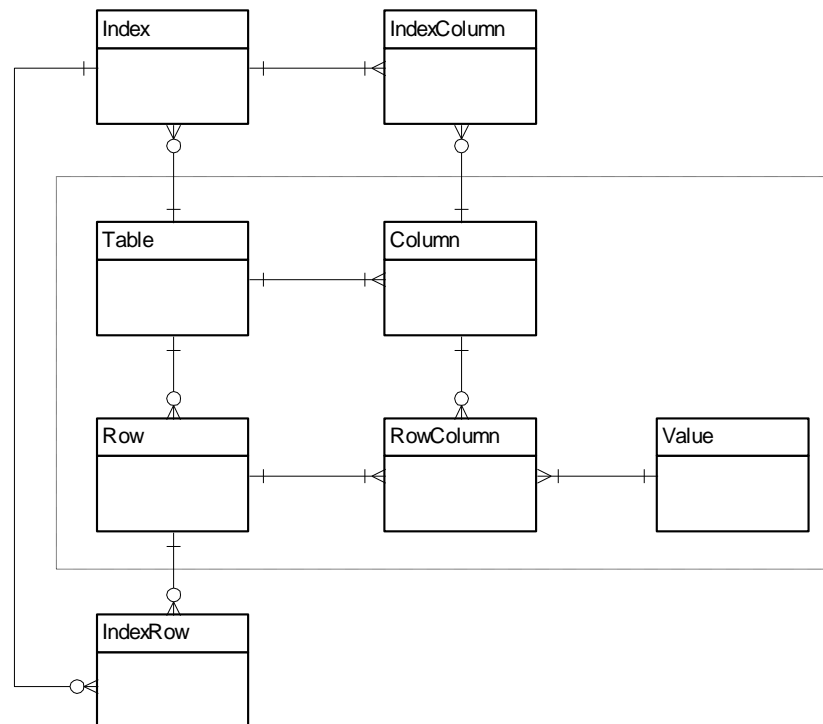 Index
IndexColumn
Table
Column
Row
RowColumn
Value
IndexRow